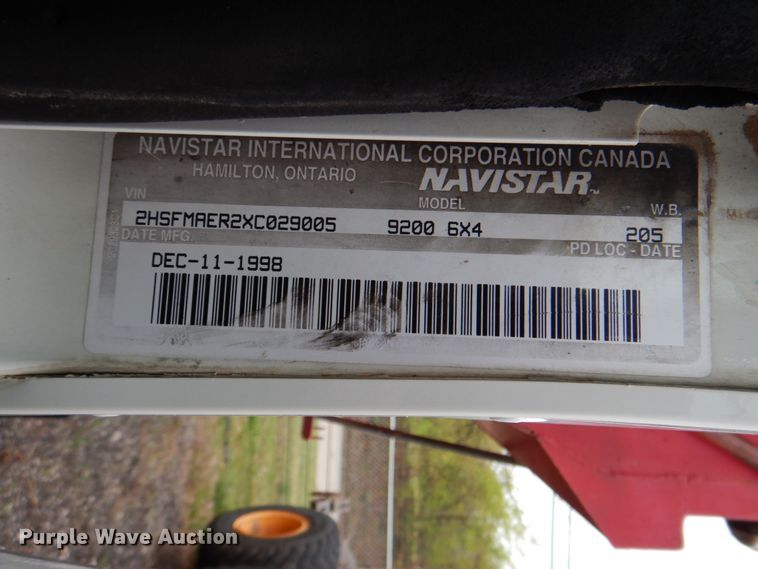 NAVISTAR INTERNATIONAL CORPORATION CANADA
HAMILTON, ONTARIO NAVISTAR
VIN MODEL W.B.
2HSFMAER2XC029005 9200 6X4 205
DATE MFG. PD LOC - DATE
DEC-11-1998
Purple Wave Auction